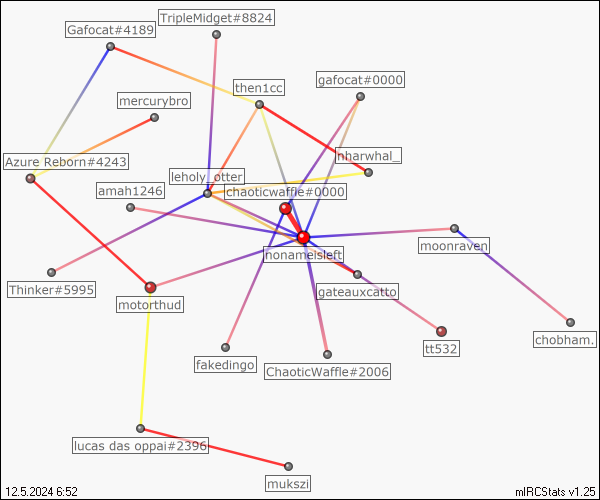 TripleMidget#8824
Gafocat#4189
gafocat#0000
then1cc
mercurybro
nharwhal_
Azure Reborn#4243
leholy_otter
amah1246
chaoticwaffle#0000
moonraven
nonameisleft
Thinker#5995
gateauxcatto
motorthud
chobham.
tt532
fakedingo
ChaoticWaffle#2006
lucas das oppai#2396
mukszi
12.5.2024 6:52
mIRCStats v1.25